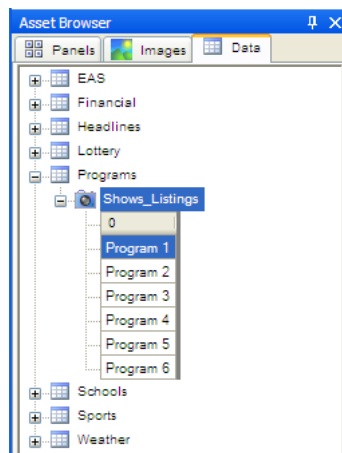 Asset Browser
Panels Images Data
EAS
Financial
Headlines
Lottery
Programs
Shows_Listings
0
Program 1
Program 2
Program 3
Program 4
Program 5
Program 6
Schools
Sports
Weather